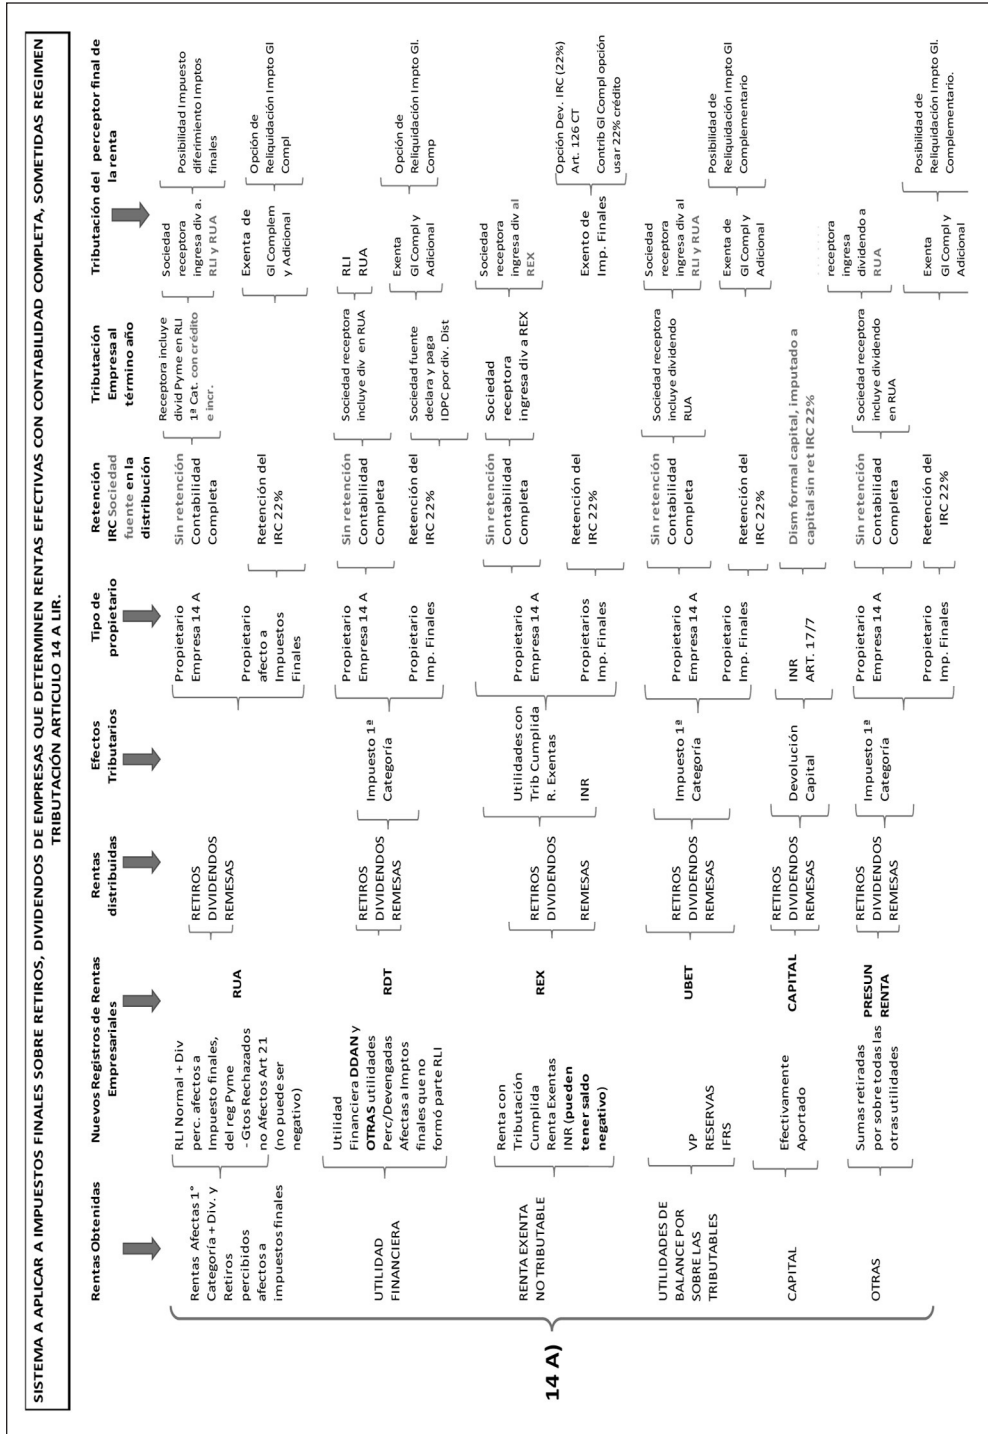 SISTEMA A APLICAR A IMPUESTOS FINALES SOBRE RETIROS, DIVIDENDOS DE EMPRESAS QUE DETERMINEN RENTAS EFECTIVAS CON CONTABILIDAD COMPLETA, SOMETIDAS REGIMEN
TRIBUTACIÓN ARTICULO 14 A LIR.
Rentas Obtenidas
Nuevos Registros de Rentas
Empresariales
Rentas
distribuidas
Efectos
Tributarios
Tipo de
propietario
Retención
IRC Sociedad
fuente en la
distribución
Tributación
Empresa al
término año
Tributación del perceptor final de
la renta
14 A)
Rentas Afectas 1°
Categoría + Div. y
Retiros
percibidos
afectos a
impuestos finales
RLI Normal + Div
perc. afectos a
Impuesto finales,
del reg Pyme
- Gtos Rechazados
no Afectos Art 21
(no puede ser
negativo)
RUA
RETIROS
DIVIDENDOS
REMESAS
Propietario
Empresa 14 A
Propietario
afecto a
Impuestos
Finales
Sin retención
Contabilidad
Completa
Retención del
IRC 22%
Receptora incluye
divid Pyme en RLI
1ª Cat. con crédito
e incr.
Sociedad
receptora
ingresa div a.
RLI y RUA
Exenta de
Gl Complem
y Adicional
Posibilidad Impuesto
diferimiento Imptos
finales
Opción de
Reliquidación Impto Gl
Compl
UTILIDAD
FINANCIERA
Utilidad
Financiera DDAN y
OTRAS utilidades
Perc/Devengadas
Afectas a Imptos
finales que no
formó parte RLI
RDT
RETIROS
DIVIDENDOS
REMESAS
Impuesto 1ª
Categoría
Propietario
Empresa 14 A
Propietario
Imp. Finales
Sin retención
Contabilidad
Completa
Retención del
IRC 22%
Sociedad receptora
incluye div en RUA
Sociedad fuente
declara y paga
IDPC por div. Dist
RLI
RUA
Exenta
Gl Compl y
Adicional
Opción de
Reliquidación Impto Gl.
Comp
RENTA EXENTA
NO TRIBUTABLE
Renta con
Tributación
Cumplida
Renta Exentas
INR (pueden
tener saldo
negativo)
REX
RETIROS
DIVIDENDOS
REMESAS
Utilidades con
Trib Cumplida
R. Exentas
INR
Propietario
Empresa 14 A
Propietarios
Imp. Finales
Sin retención
Contabilidad
Completa
Retención del
IRC 22%
Sociedad
receptora
ingresa div a REX
Sociedad
receptora
ingresa div al
REX
Exento de
Imp. Finales
Opción Dev. IRC (22%)
Art. 126 CT
Contrib Gl Compl opción
usar 22% crédito
UTILIDADES DE
BALANCE POR
SOBRE LAS
TRIBUTABLES
VP
RESERVAS
IFRS
UBET
RETIROS
DIVIDENDOS
REMESAS
Impuesto 1ª
Categoría
Propietario
Empresa 14 A
Propietario
Imp. Finales
Sin retención
Contabilidad
Completa
Retención del
IRC 22%
Sociedad receptora
incluye dividendo
RUA
Sociedad
receptora
ingresa div al
RLI y RUA
Exenta de
Gl Compl y
Adicional
Posibilidad de
Reliquidación Impto Gl
Complementario
CAPITAL
Efectivamente
Aportado
CAPITAL
RETIROS
DIVIDENDOS
REMESAS
Devolución
Capital
INR
ART. 17/7
Dism formal capital, imputado a
capital sin ret IRC 22%
OTRAS
Sumas retiradas
por sobre todas las
otras utilidades
PRESUN
RENTA
RETIROS
DIVIDENDOS
REMESAS
Impuesto 1ª
Categoría
Propietario
Empresa 14 A
Propietario
Imp. Finales
Sin retención
Contabilidad
Completa
Retención del
IRC 22%
Sociedad receptora
incluye dividendo
en RUA
receptora
ingresa
dividendo a
RUA
Exenta
Gl Compl y
Adicional
Posibilidad de
Reliquidación Impto Gl.
Complementario.